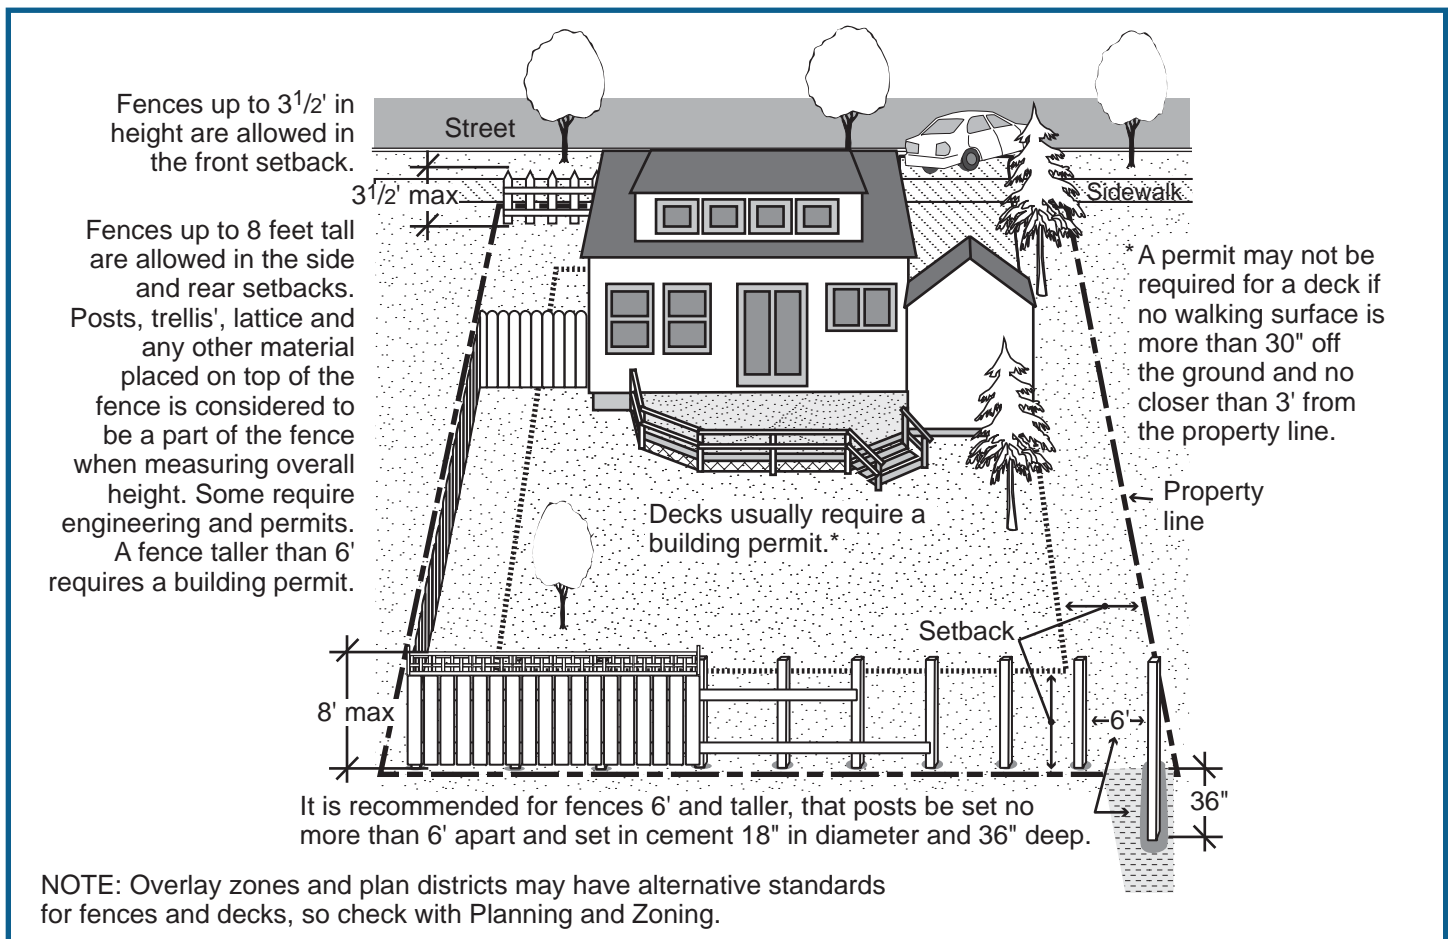 Fences up to 3 1/2' in
height are allowed in
the front setback.
Street
3 1/2' max
Sidewalk
Fences up to 8 feet tall
are allowed in the side
and rear setbacks.
Posts, trellis', lattice and
any other material
placed on top of the
fence is considered to
be a part of the fence
when measuring overall
height. Some require
engineering and permits.
A fence taller than 6'
requires a building permit.
*A permit may not be
required for a deck if
no walking surface is
more than 30" off
the ground and no
closer than 3' from
the property line.
Property
line
Decks usually require a
building permit.*
Setback
8' max
6'
36"
It is recommended for fences 6' and taller, that posts be set no
more than 6' apart and set in cement 18" in diameter and 36" deep.
NOTE: Overlay zones and plan districts may have alternative standards
for fences and decks, so check with Planning and Zoning.